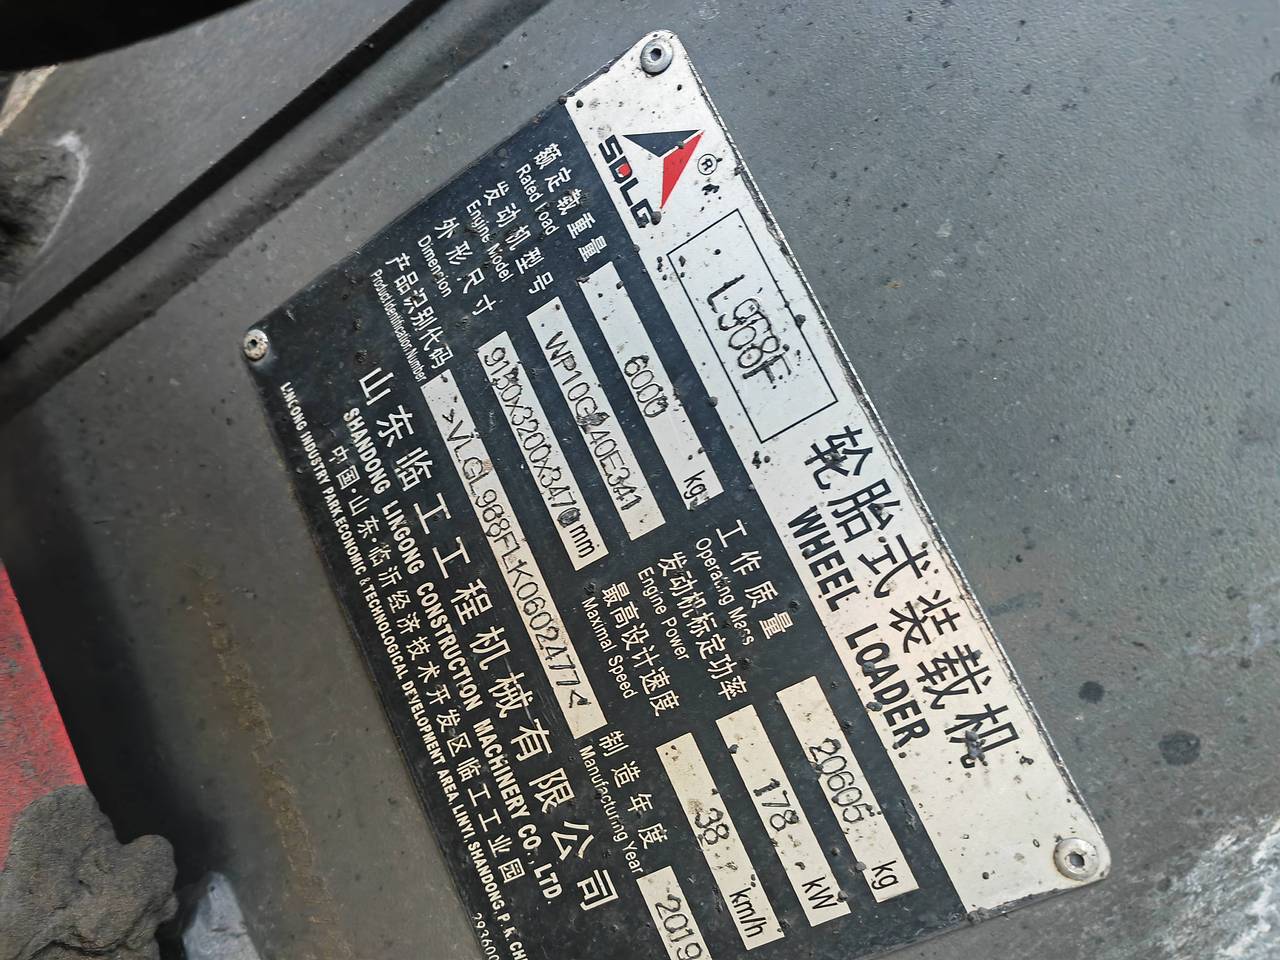 SDLG ®
L968F
轮胎式装载机
WHEEL LOADER
额定载重量
Rated Load
6000 kg
工作质量
Operating Mass
20605 kg
发动机型号
Engine Model
WP10G240E341
发动机标定功率
Engine Power
178 kW
外形尺寸
Dimension
9150x3200x3470mm
最高设计速度
Maximal Speed
38 km/h
产品识别代码
Product Identification Number
>VLGL968FLK0602477<
制造年度
Manufacturing Year
2019
山东临工工程机械有限公司
SHANDONG LINGONG CONSTRUCTION MACHINERY CO., LTD.
中国·山东临沂经济技术开发区临工工业园
LINGONG INDUSTRY PARK,ECONOMIC &TECHNOLOGICAL DEVELOPMENT AREA,LINYI, SHANDONG, P. R. CHI